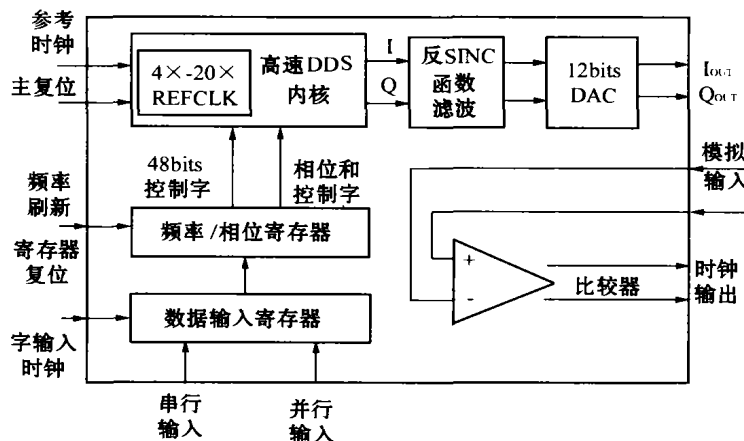 参考
时钟
主复位
频率
刷新
寄存器
复位
字输入
时钟
4×-20×
REFCLK
高速DDS
内核
I
Q
反SINC
函数
滤波
12bits
DAC
IOUT
QOUT
48bits
控制字
相位和
控制字
频率/相位寄存器
数据输入寄存器
串行
输入
并行
输入
模拟
输入
+
-
比较器
时钟
输出